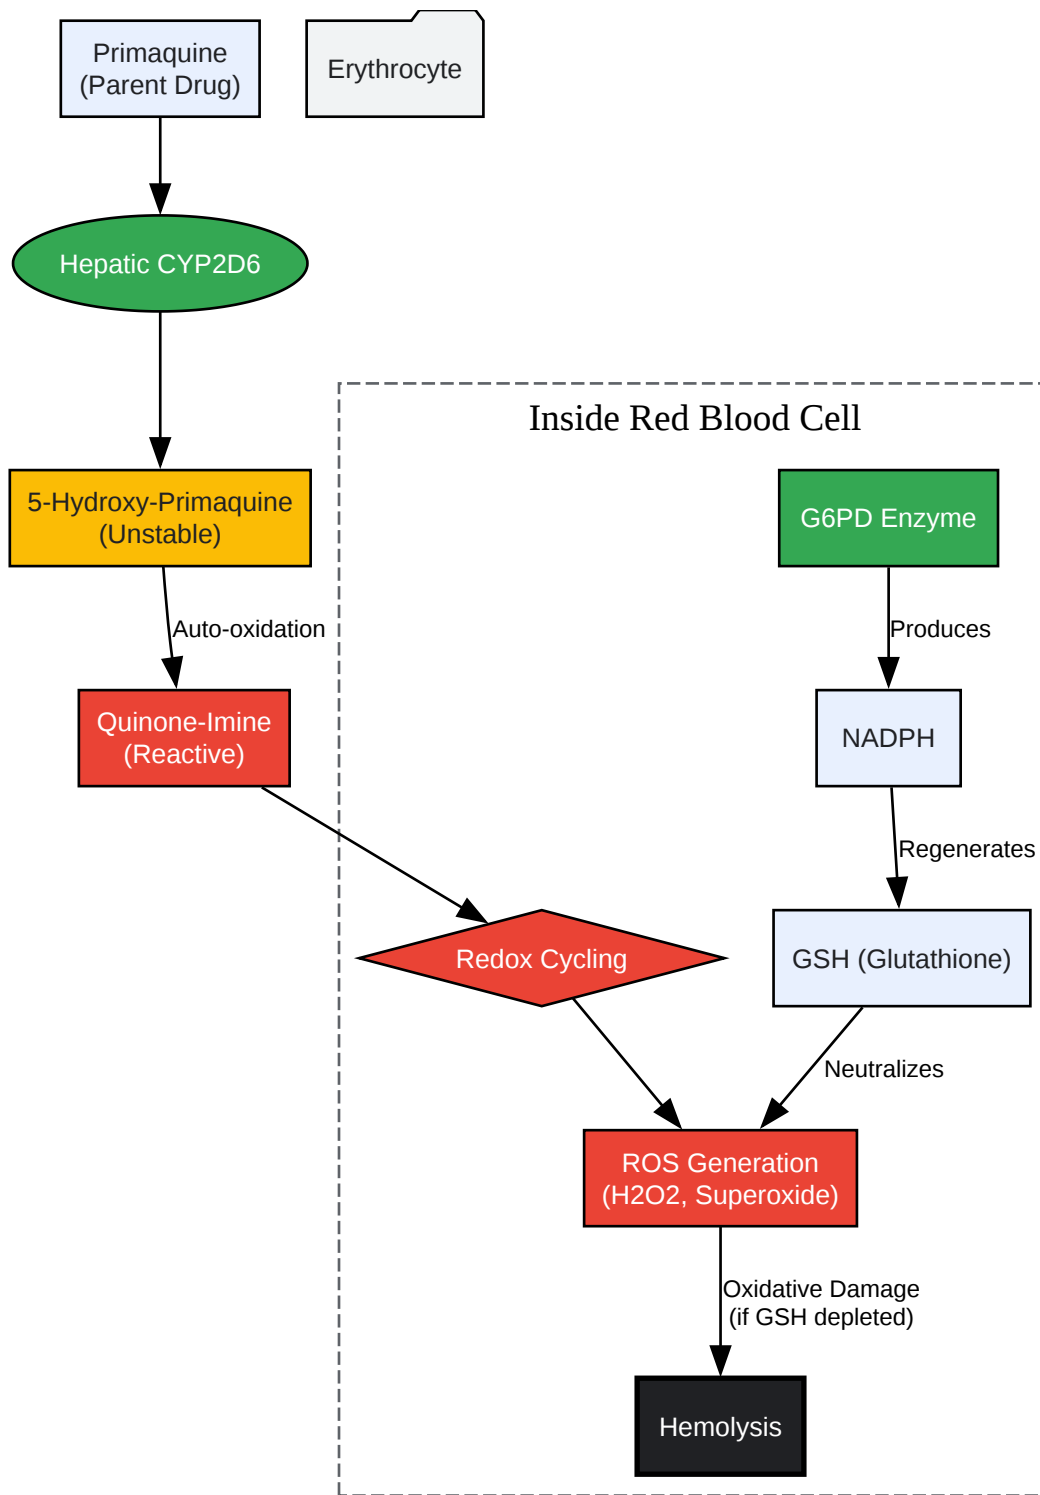 Primaquine
(Parent Drug)
Erythrocyte
Hepatic CYP2D6
Inside Red Blood Cell
5-Hydroxy-Primaquine
(Unstable)
G6PD Enzyme
Auto-oxidation
Produces
Quinone-Imine
(Reactive)
NADPH
Regenerates
Redox Cycling
GSH (Glutathione)
Neutralizes
ROS Generation
(H2O2, Superoxide)
Oxidative Damage
(if GSH depleted)
Hemolysis